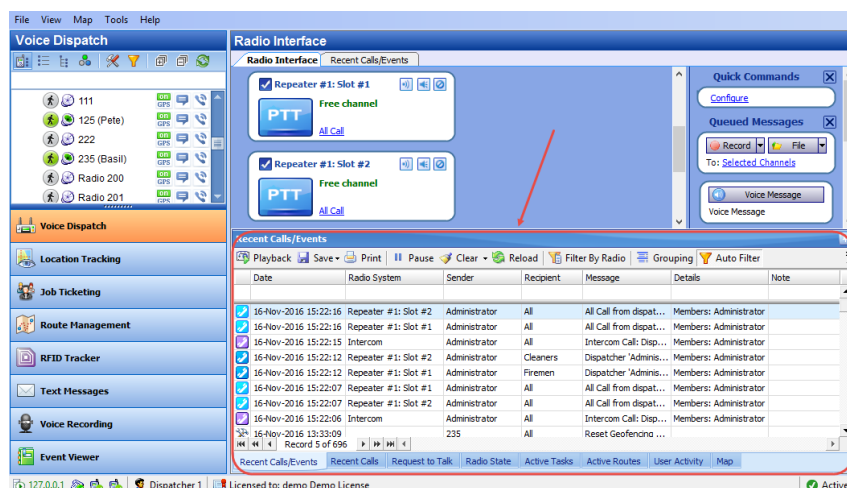 File View Map Tools Help
Voice Dispatch
111 on GPS
125 (Pete) on GPS
222 on GPS
235 (Basil) on GPS
Radio 200 on GPS
Radio 201 on GPS
Voice Dispatch
Location Tracking
Job Ticketing
Route Management
RFID Tracker
Text Messages
Voice Recording
Event Viewer
Radio Interface
Radio Interface Recent Calls/Events
Repeater #1: Slot #1
PTT Free channel
All Call
Repeater #1: Slot #2
PTT Free channel
All Call
Quick Commands
Configure
Queued Messages
Record File
To: Selected Channels
Voice Message
Voice Message
Recent Calls/Events
Playback Save Print Pause Clear Reload Filter By Radio Grouping Auto Filter
Date Radio System Sender Recipient Message Details Note
16-Nov-2016 15:22:16 Repeater #1: Slot #2 Administrator All All Call from dispat... Members: Administrator
16-Nov-2016 15:22:16 Repeater #1: Slot #1 Administrator All All Call from dispat... Members: Administrator
16-Nov-2016 15:22:15 Intercom Administrator All Intercom Call: Disp... Members: Administrator
16-Nov-2016 15:22:12 Repeater #1: Slot #2 Administrator Cleaners Dispatcher 'Adminis... Members: Administrator
16-Nov-2016 15:22:12 Repeater #1: Slot #1 Administrator Firemen Dispatcher 'Adminis... Members: Administrator
16-Nov-2016 15:22:07 Repeater #1: Slot #1 Administrator All All Call from dispat... Members: Administrator
16-Nov-2016 15:22:07 Repeater #1: Slot #2 Administrator All All Call from dispat... Members: Administrator
16-Nov-2016 15:22:06 Intercom Administrator All Intercom Call: Disp... Members: Administrator
16-Nov-2016 13:33:09 235 All Reset Geofencing ...
Record 5 of 696
Recent Calls/Events Recent Calls Request to Talk Radio State Active Tasks Active Routes User Activity Map
127.0.0.1 Dispatcher 1 Licensed to: demo Demo License Active